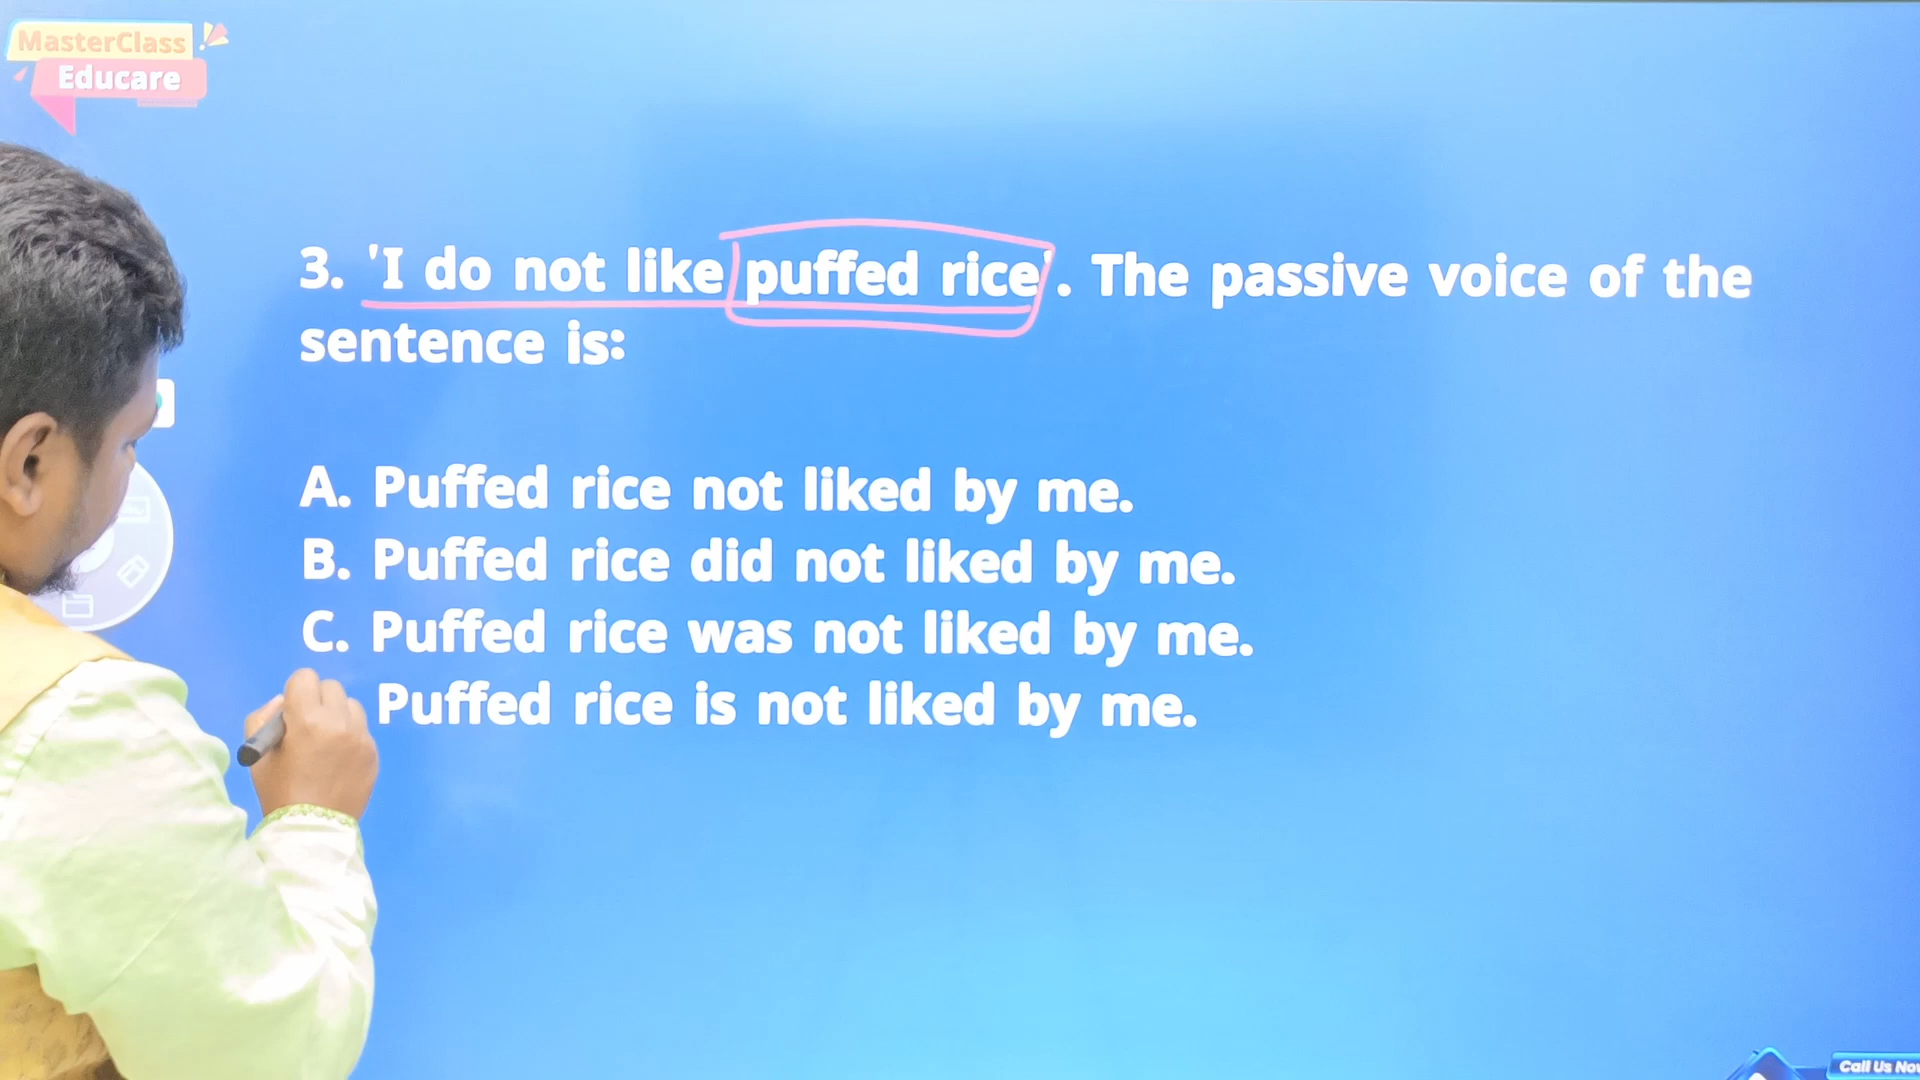 MasterClass
Educare
3. 'I do not like puffed rice'. The passive voice of the
sentence is:
A. Puffed rice not liked by me.
B. Puffed rice did not liked by me.
C. Puffed rice was not liked by me.
Puffed rice is not liked by me.
Call Us